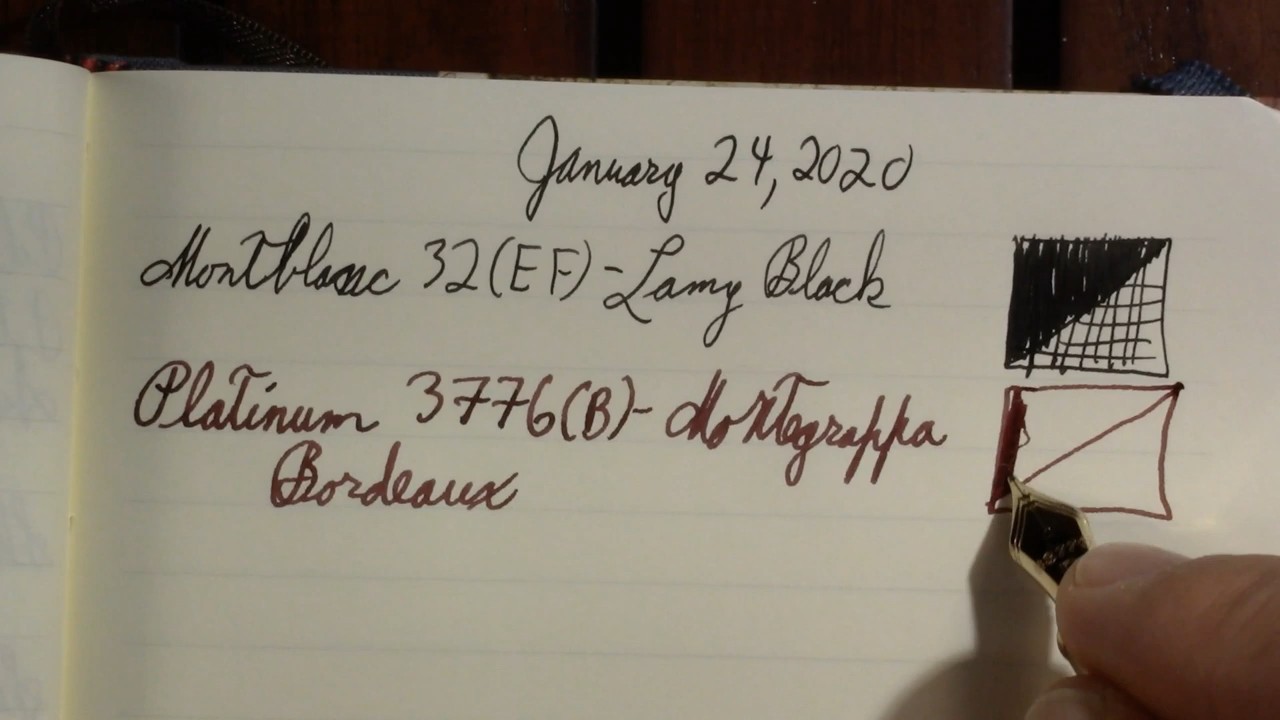 January 24, 2020
Montblanc 32 (EF) - Lamy Black
Platinum 3776 (B) - Montegrappa
Bordeaux